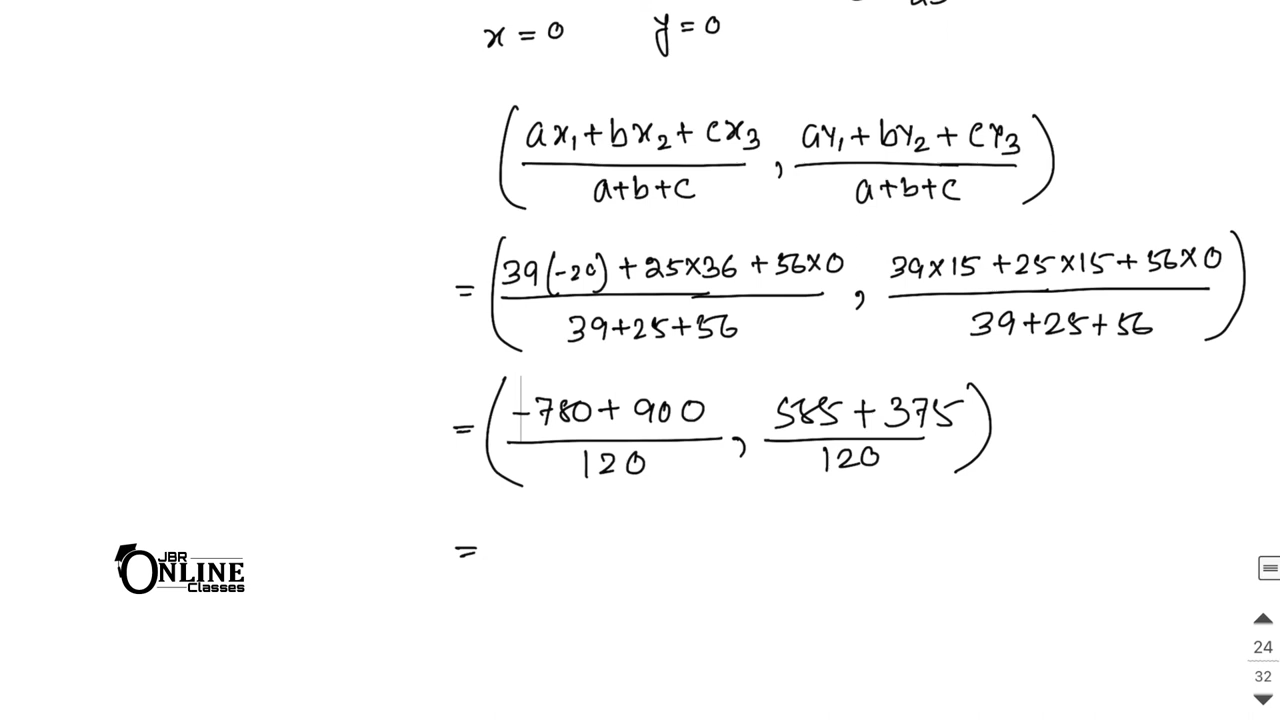 x = 0 y = 0
( ax₁ + bx₂ + cx₃ / a+b+c , ay₁ + by₂ + cy₃ / a+b+c )
= ( 39(-20) + 25×36 + 56×0 / 39+25+56 , 39×15 + 25×15 + 56×0 / 39+25+56 )
= ( -780 + 900 / 120 , 585 + 375 / 120 )
=
JBR
ONLINE
Classes
24
32